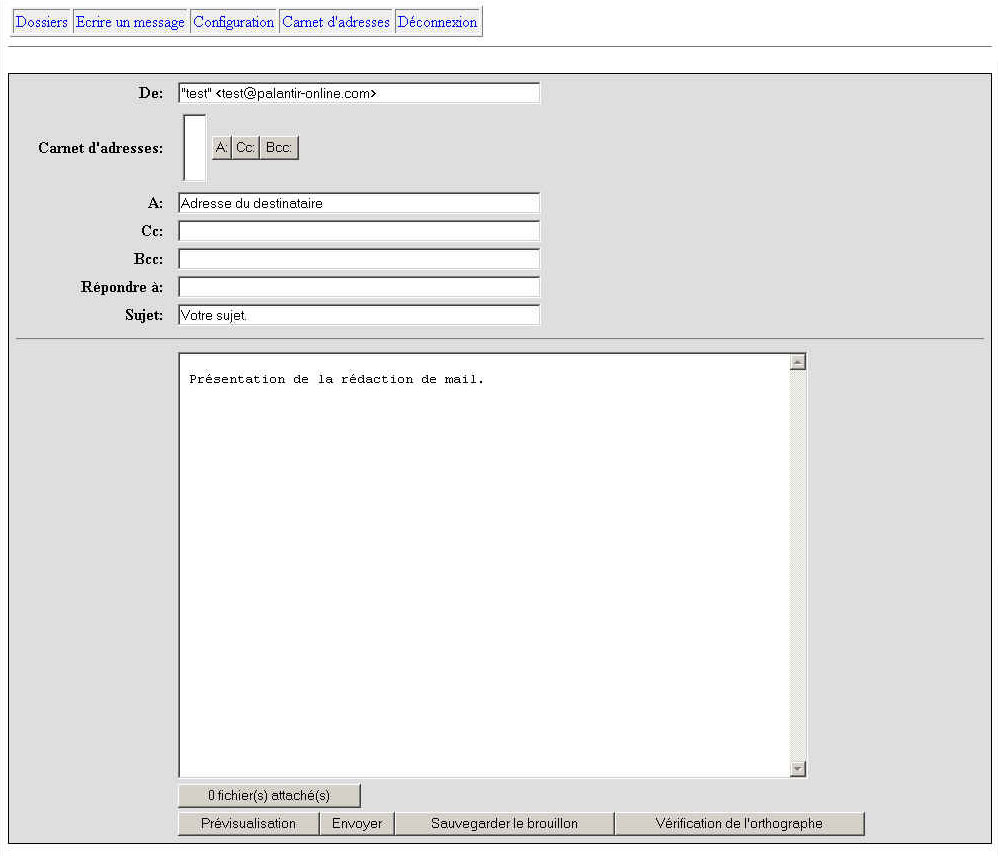 Dossiers Ecrire un message Configuration Carnet d'adresses Déconnexion
De: "test" <test@palantir-online.com>
Carnet d'adresses: A: Cc: Bcc:
A: Adresse du destinataire
Cc:
Bcc:
Répondre à:
Sujet: Votre sujet.
Présentation de la rédaction de mail.
0 fichier(s) attaché(s)
Prévisualisation Envoyer Sauvegarder le brouillon Vérification de l'orthographe